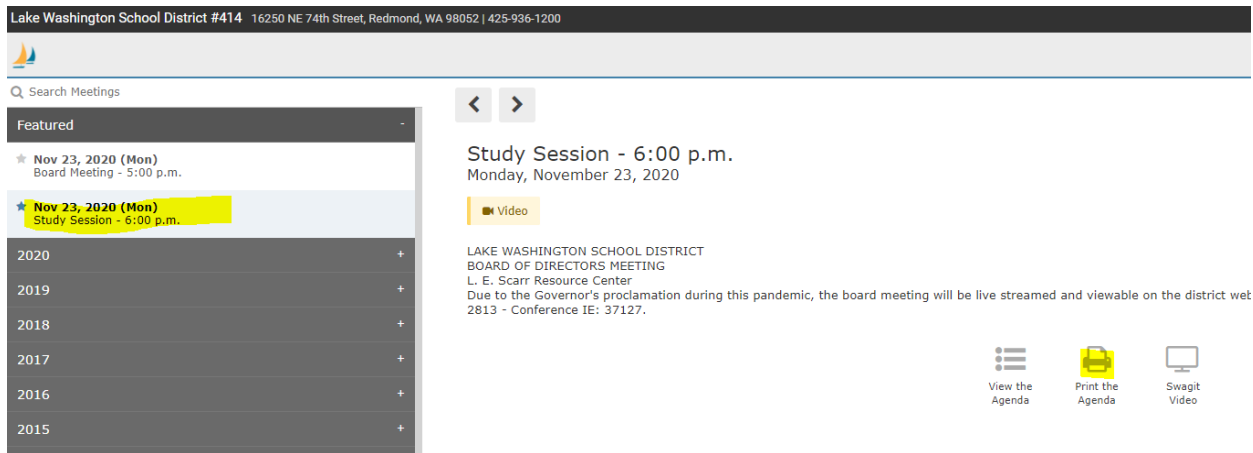 Lake Washington School District #414 16250 NE 74th Street, Redmond, WA 98052 | 425-936-1200
Search Meetings
Featured -
Nov 23, 2020 (Mon)
Board Meeting - 5:00 p.m.
Nov 23, 2020 (Mon)
Study Session - 6:00 p.m.
2020 +
2019 +
2018 +
2017 +
2016 +
2015 +
Study Session - 6:00 p.m.
Monday, November 23, 2020
Video
LAKE WASHINGTON SCHOOL DISTRICT
BOARD OF DIRECTORS MEETING
L. E. Scarr Resource Center
Due to the Governor's proclamation during this pandemic, the board meeting will be live streamed and viewable on the district web
2813 - Conference IE: 37127.
View the
Agenda
Print the
Agenda
Swagit
Video